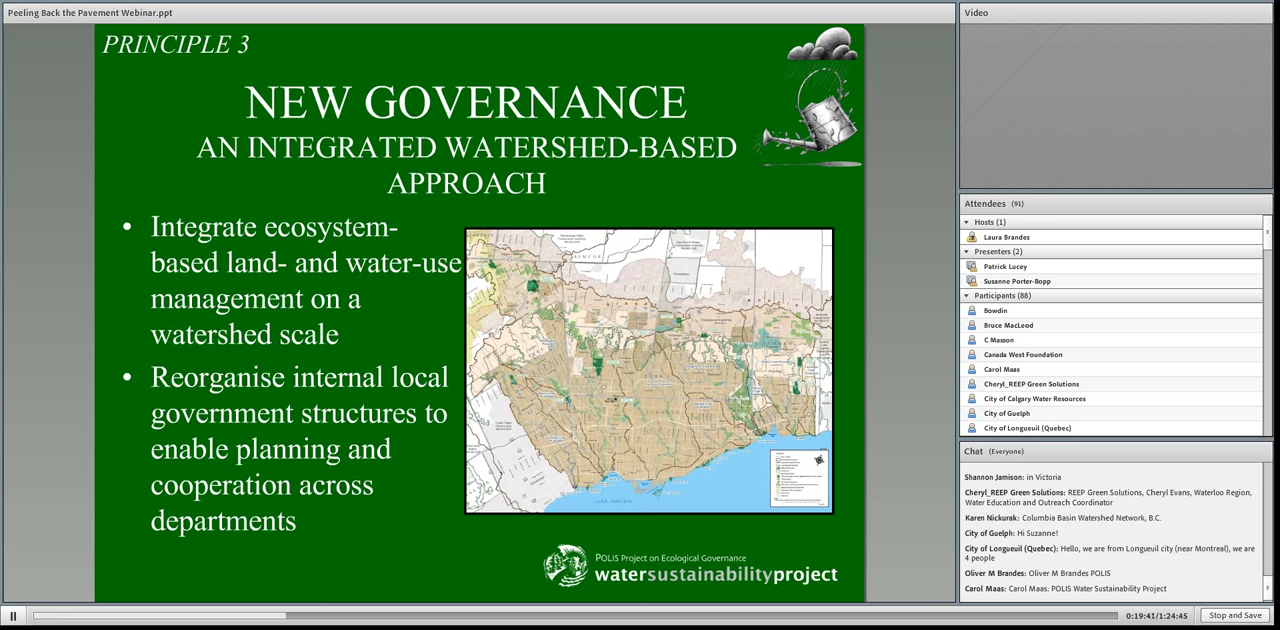 Peeling Back the Pavement Webinar.ppt
PRINCIPLE 3
NEW GOVERNANCE
AN INTEGRATED WATERSHED-BASED
APPROACH
• Integrate ecosystem-
based land- and water-use
management on a
watershed scale
• Reorganise internal local
government structures to
enable planning and
cooperation across
departments
LAKE ONTARIO
POLIS Project on Ecological Governance
watersustainabilityproject
Video
Attendees (91)
Hosts (1)
Laura Brandes
Presenters (2)
Patrick Lucey
Susanne Porter-Bopp
Participants (88)
Bowdin
Bruce MacLeod
C Masson
Canada West Foundation
Carol Maas
Cheryl_REEP Green Solutions
City of Calgary Water Resources
City of Guelph
City of Longueuil (Quebec)
Chat (Everyone)
Shannon Jamison: in Victoria
Cheryl_REEP Green Solutions: REEP Green Solutions, Cheryl Evans, Waterloo Region,
Water Education and Outreach Coordinator
Karen Nickurak: Columbia Basin Watershed Network, B.C.
City of Guelph: Hi Suzanne!
City of Longueuil (Quebec): Hello, we are from Longueuil city (near Montreal), we are
4 people
Oliver M Brandes: Oliver M Brandes POLIS
Carol Maas: Carol Maas: POLIS Water Sustainability Project
0:19:41/1:24:45
Stop and Save